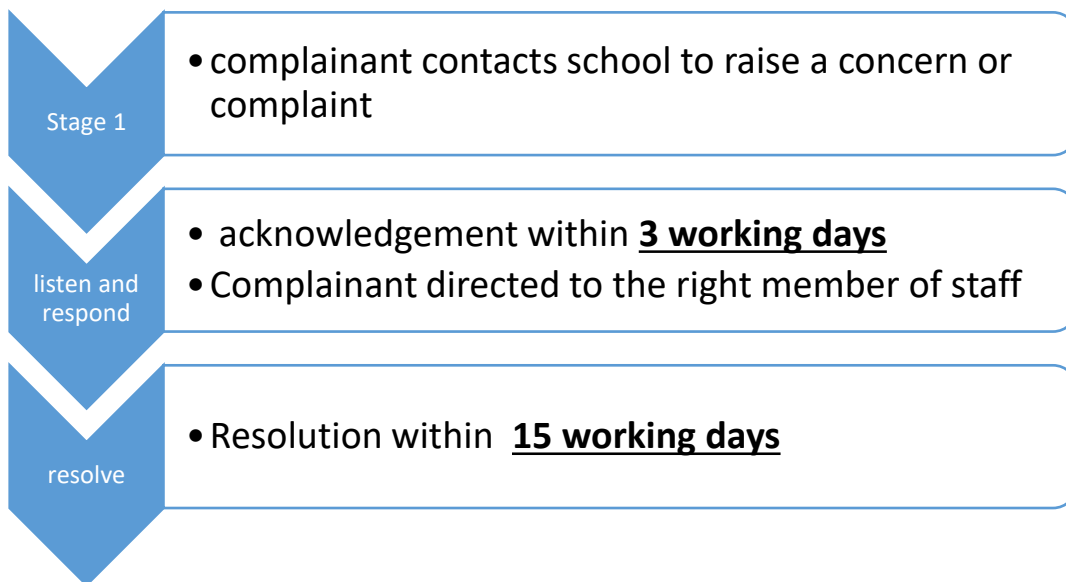 Stage 1
• complainant contacts school to raise a concern or
complaint
listen and
respond
• acknowledgement within 3 working days
• Complainant directed to the right member of staff
resolve
• Resolution within 15 working days